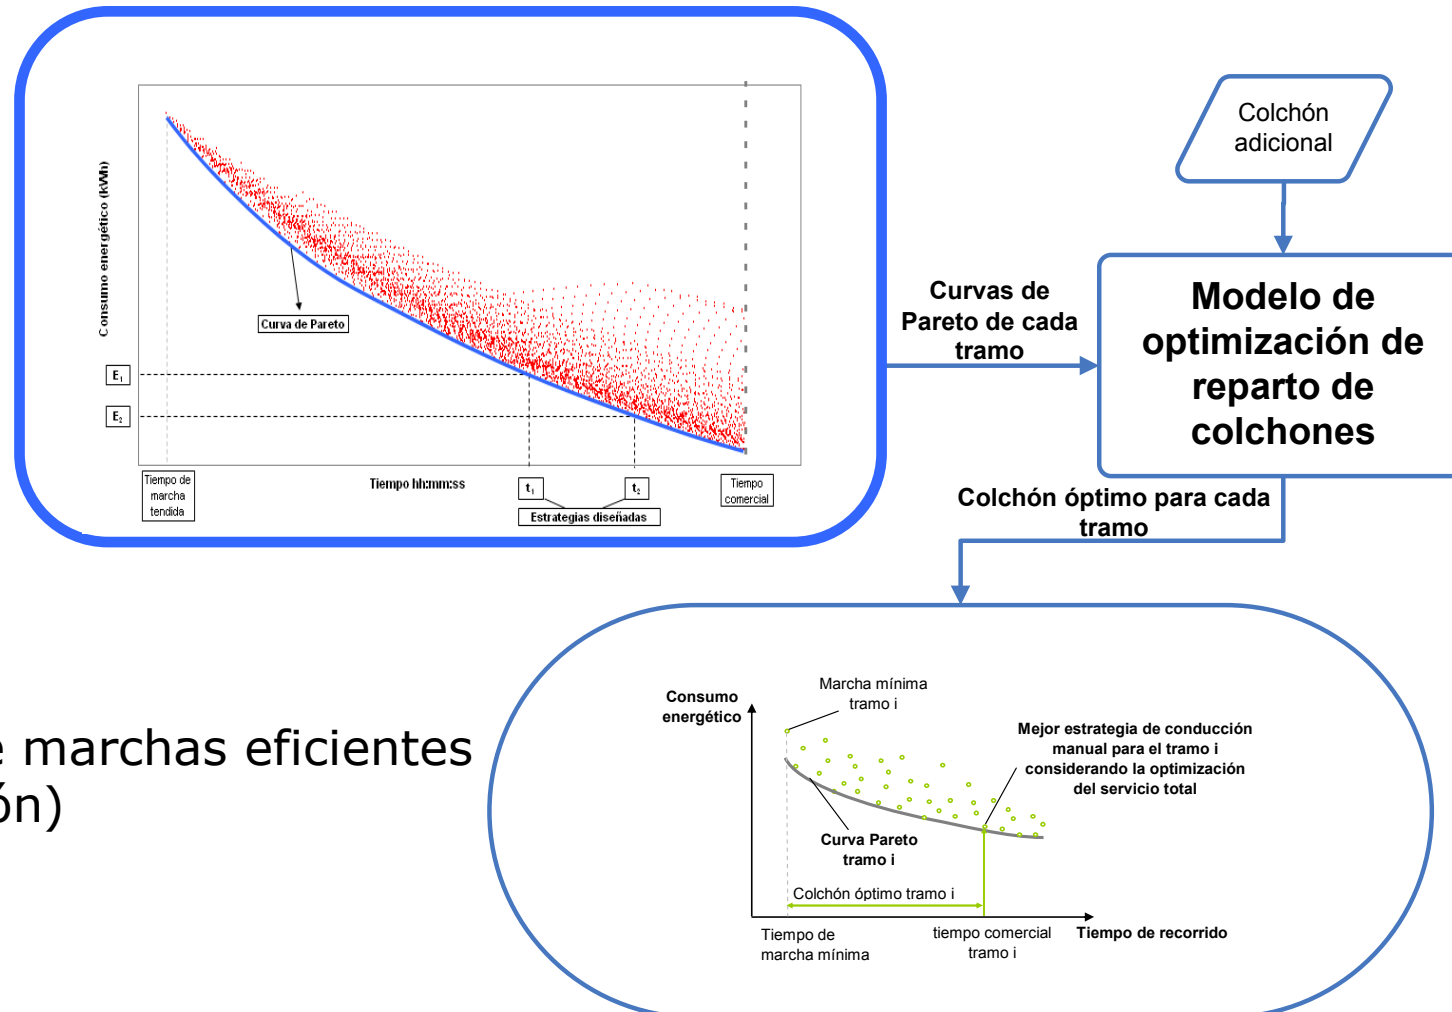 Consumo energético (kWh)
Curva de Pareto
E1
E2
Tiempo de
marcha
tendida
Tiempo hh:mm:ss
t1
t2
Tiempo
comercial
Estrategias diseñadas
Colchón
adicional
Curvas de
Pareto de cada
tramo
Modelo de
optimización de
reparto de
colchones
Colchón óptimo para cada
tramo
e marchas eficientes
ón)
Consumo
energético
Marcha mínima
tramo i
Mejor estrategia de conducción
manual para el tramo i
considerando la optimización
del servicio total
Curva Pareto
tramo i
Colchón óptimo tramo i
Tiempo de
marcha mínima
tiempo comercial
tramo i
Tiempo de recorrido